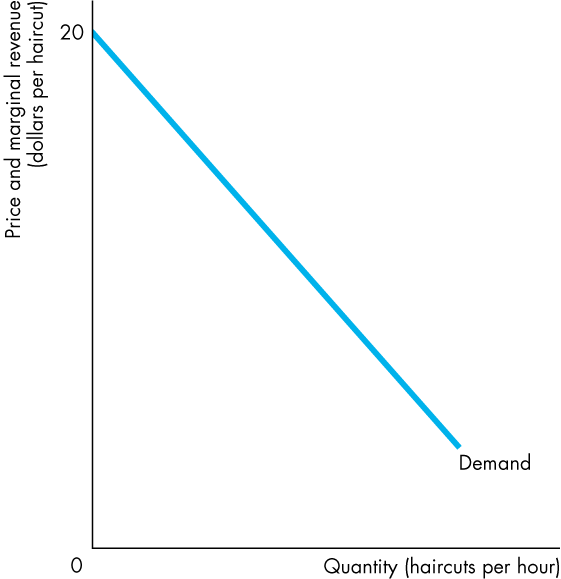 Price and marginal revenue
(dollars per haircut)
20
Demand
0
Quantity (haircuts per hour)